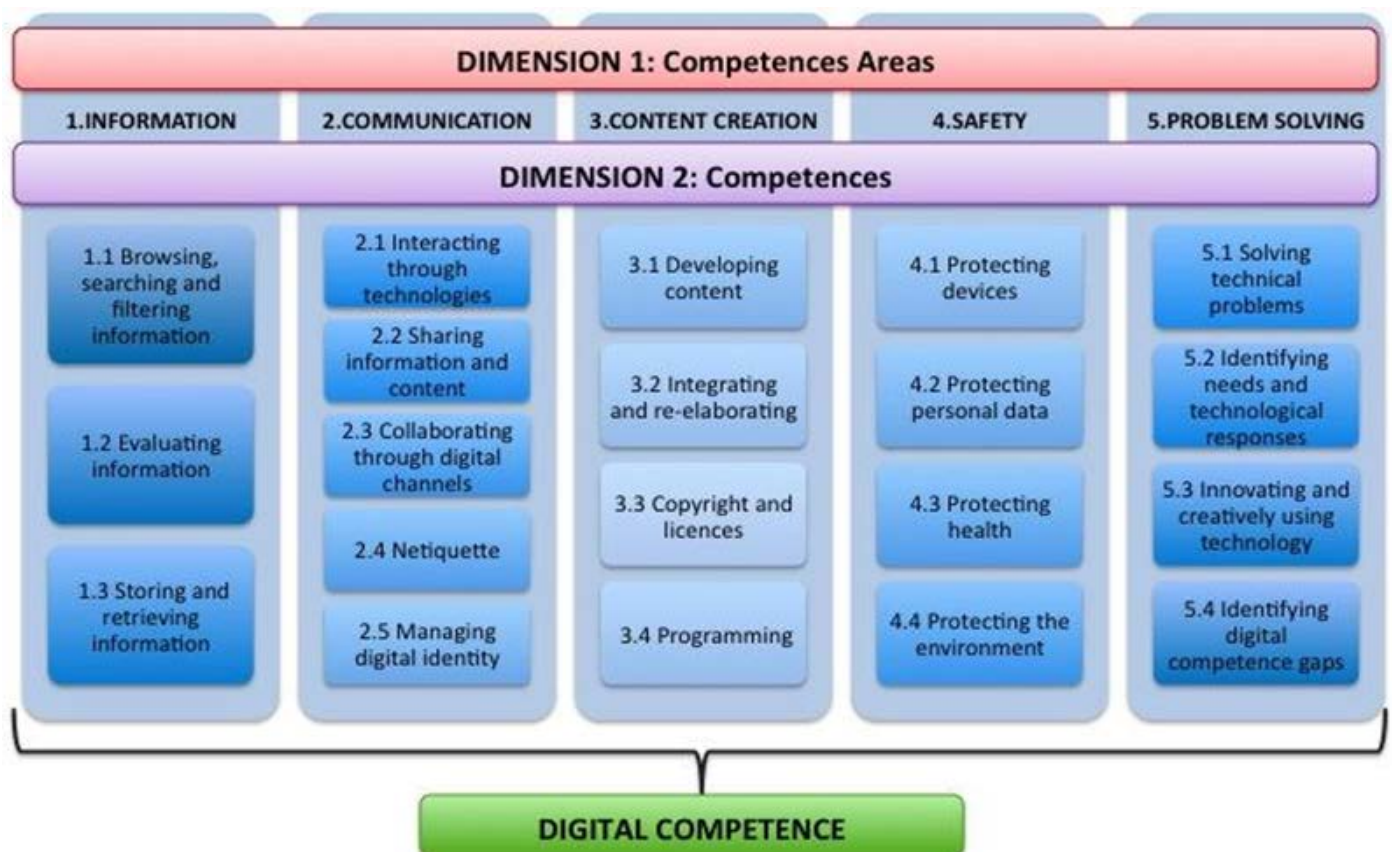 DIMENSION 1: Competences Areas
1.INFORMATION
2.COMMUNICATION
3.CONTENT CREATION
4.SAFETY
5.PROBLEM SOLVING
DIMENSION 2: Competences
1.1 Browsing,
searching and
filtering
information
1.2 Evaluating
information
1.3 Storing and
retrieving
information
2.1 Interacting
through
technologies
2.2 Sharing
information and
content
2.3 Collaborating
through digital
channels
2.4 Netiquette
2.5 Managing
digital identity
3.1 Developing
content
3.2 Integrating
and re-elaborating
3.3 Copyright and
licences
3.4 Programming
4.1 Protecting
devices
4.2 Protecting
personal data
4.3 Protecting
health
4.4 Protecting the
environment
5.1 Solving
technical
problems
5.2 Identifying
needs and
technological
responses
5.3 Innovating and
creatively using
technology
5.4 Identifying
digital
competence gaps
DIGITAL COMPETENCE